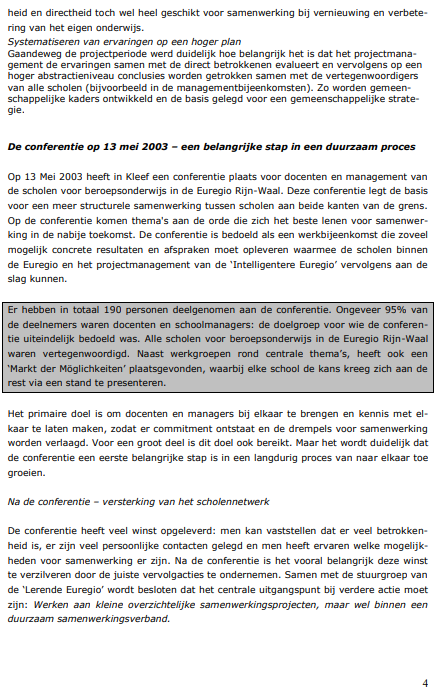 heid en directheid toch wel heel geschikt voor samenwerking bij vernieuwing en verbete-
ring van het eigen onderwijs.
Systematiseren van ervaringen op een hoger plan
Gaandeweg de projectperiode werd duidelijk hoe belangrijk het is dat het projectmana-
gement de ervaringen samen met de direct betrokkenen evalueert en vervolgens op een
hoger abstractieniveau conclusies worden getrokken samen met de vertegenwoordigers
van alle scholen (bijvoorbeeld in de managementbijeenkomsten). Zo worden gemeen-
schappelijke kaders ontwikkeld en de basis gelegd voor een gemeenschappelijke strate-
gie.
De conferentie op 13 mei 2003 – een belangrijke stap in een duurzaam proces
Op 13 Mei 2003 heeft in Kleef een conferentie plaats voor docenten en management van
de scholen voor beroepsonderwijs in de Euregio Rijn-Waal. Deze conferentie legt de basis
voor een meer structurele samenwerking tussen scholen aan beide kanten van de grens.
Op de conferentie komen thema's aan de orde die zich het beste lenen voor samenwer-
king in de nabije toekomst. De conferentie is bedoeld als een werkbijeenkomst die zoveel
mogelijk concrete resultaten en afspraken moet opleveren waarmee de scholen binnen
de Euregio en het projectmanagement van de ‘Intelligentere Euregio’ vervolgens aan de
slag kunnen.
Er hebben in totaal 190 personen deelgenomen aan de conferentie. Ongeveer 95% van
de deelnemers waren docenten en schoolmanagers: de doelgroep voor wie de conferen-
tie uiteindelijk bedoeld was. Alle scholen voor beroepsonderwijs in de Euregio Rijn-Waal
waren vertegenwoordigd. Naast werkgroepen rond centrale thema’s, heeft ook een
‘Markt der Möglichkeiten’ plaatsgevonden, waarbij elke school de kans kreeg zich aan de
rest via een stand te presenteren.
Het primaire doel is om docenten en managers bij elkaar te brengen en kennis met el-
kaar te laten maken, zodat er commitment ontstaat en de drempels voor samenwerking
worden verlaagd. Voor een groot deel is dit doel ook bereikt. Maar het wordt duidelijk dat
de conferentie een eerste belangrijke stap is in een langdurig proces van naar elkaar toe
groeien.
Na de conferentie – versterking van het scholennetwerk
De conferentie heeft veel winst opgeleverd: men kan vaststellen dat er veel betrokken-
heid is, er zijn veel persoonlijke contacten gelegd en men heeft ervaren welke mogelijk-
heden voor samenwerking er zijn. Na de conferentie is het vooral belangrijk deze winst
te verzilveren door de juiste vervolgacties te ondernemen. Samen met de stuurgroep van
de ‘Lerende Euregio’ wordt besloten dat het centrale uitgangspunt bij verdere actie moet
zijn: Werken aan kleine overzichtelijke samenwerkingsprojecten, maar wel binnen een
duurzaam samenwerkingsverband.
4